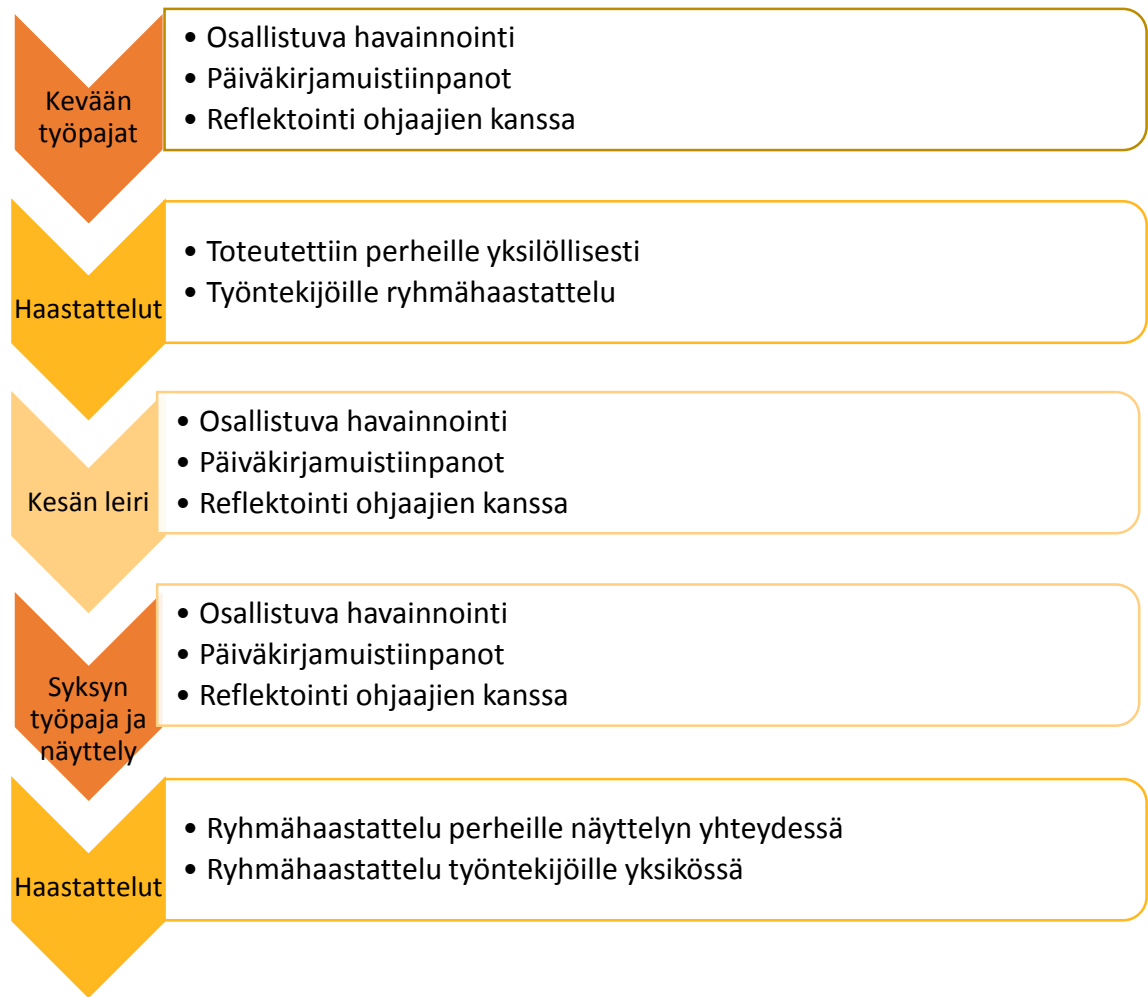 Kevään
työpajat
• Osallistuva havainnointi
• Päiväkirjamuistiinpanot
• Reflektointi ohjaajien kanssa
Haastattelut
• Toteutettiin perheille yksilöllisesti
• Työntekijöille ryhmähaastattelu
Kesän leiri
• Osallistuva havainnointi
• Päiväkirjamuistiinpanot
• Reflektointi ohjaajien kanssa
Syksyn
työpaja ja
näyttely
• Osallistuva havainnointi
• Päiväkirjamuistiinpanot
• Reflektointi ohjaajien kanssa
Haastattelut
• Ryhmähaastattelu perheille näyttelyn yhteydessä
• Ryhmähaastattelu työntekijöille yksikössä